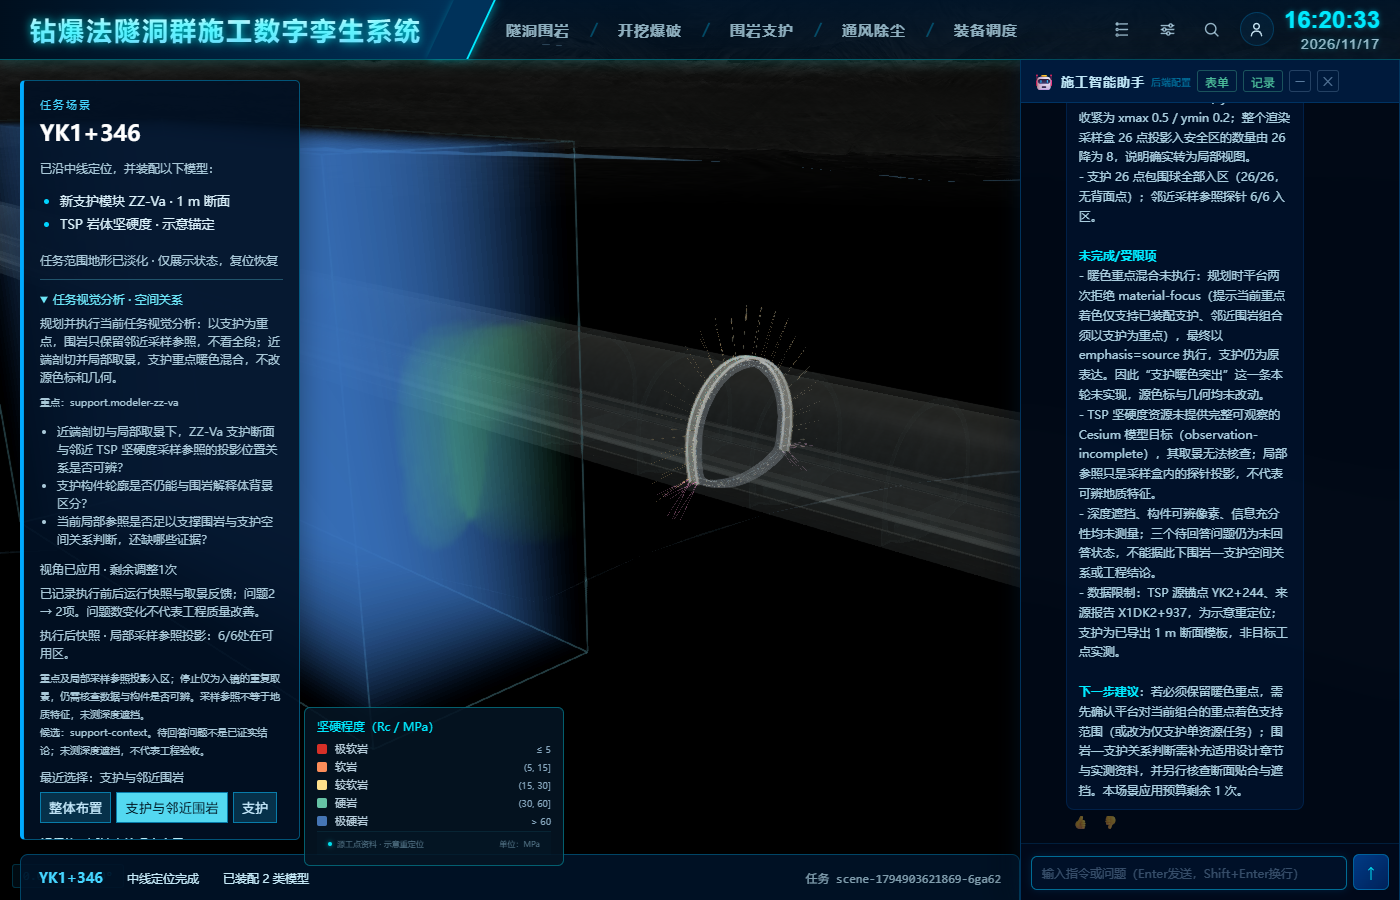 钻爆法隧洞群施工数字孪生系统
隧洞围岩 / 开挖爆破 / 围岩支护 / 通风除尘 / 装备调度
16:20:33
2026/11/17
任务场景
YK1+346
已沿中线定位，并装配以下模型：
• 新支护模块 ZZ-Va · 1 m 断面
• TSP 岩体坚硬度 · 示意锚定
任务范围地形已淡化 · 仅展示状态，复位恢复
▼ 任务视觉分析 · 空间关系
规划并执行当前任务视觉分析：以支护为重
点，围岩只保留邻近采样参照，不看全段；近
端剖切并局部取景，支护重点暖色混合，不改
源色标和几何。
重点：support.modeler-zz-va
• 近端剖切与局部取景下，ZZ-Va 支护断面
与邻近 TSP 坚硬度采样参照的投影位置关
系是否可辨？
• 支护构件轮廓是否仍能与围岩解释体背景
区分？
• 当前局部参照是否足以支撑围岩与支护空
间关系判断，还缺哪些证据？
视角已应用 · 剩余调整1次
已记录执行前后运行快照与取景反馈；问题2
→ 2项。问题数变化不代表工程质量改善。
执行后快照 · 局部采样参照投影：6/6处在可
用区。
重点及局部采样参照投影入区；停止仅为入镜的重复取
景，仍需核查数据与构件是否可辨。采样参照不等于地
质特征，未测深度遮挡。
候选：support-context。待回答问题不是已证实结
论；未测深度遮挡，不代表工程验收。
最近选择：支护与邻近围岩
整体布置 支护与邻近围岩 支护
坚硬程度（Rc / MPa）
极软岩 ≤ 5
软岩 (5, 15]
较软岩 (15, 30]
硬岩 (30, 60]
极硬岩 > 60
源工点资料 · 示意重定位 单位：MPa
YK1+346 中线定位完成 已装配 2 类模型
任务 scene-1794903621869-6ga62
施工智能助手 后端配置 表单 记录
收紧为 xmax 0.5 / ymin 0.2；整个渲染
采样盒 26 点投影入安全区的数量由 26
降为 8，说明确实转为局部视图。
- 支护 26 点包围球全部入区（26/26，
无背面点）；邻近采样参照探针 6/6 入
区。
未完成/受限项
- 暖色重点混合未执行：规划时平台两
次拒绝 material-focus（提示当前重点
着色仅支持已装配支护、邻近围岩组合
须以支护为重点），最终以
emphasis=source 执行，支护仍为原
表达。因此“支护暖色突出”这一条本
轮未实现，源色标与几何均未改动。
- TSP 坚硬度资源未提供完整可观察的
Cesium 模型目标（observation-
incomplete），其取景无法核查；局部
参照只是采样盒内的探针投影，不代表
可辨地质特征。
- 深度遮挡、构件可辨像素、信息充分
性均未测量；三个待回答问题仍为未回
答状态，不能据此下围岩—支护空间关
系或工程结论。
- 数据限制：TSP 源锚点 YK2+244、来
源报告 X1DK2+937，为示意重定位；
支护为已导出 1 m 断面模板，非目标工
点实测。
下一步建议：若必须保留暖色重点，需
先确认平台对当前组合的重点着色支持
范围（或改为仅支护单资源任务）；围
岩—支护关系判断需补充适用设计章节
与实测资料，并另行核查断面贴合与遮
挡。本场景应用预算剩余 1 次。
输入指令或问题（Enter发送，Shift+Enter换行）